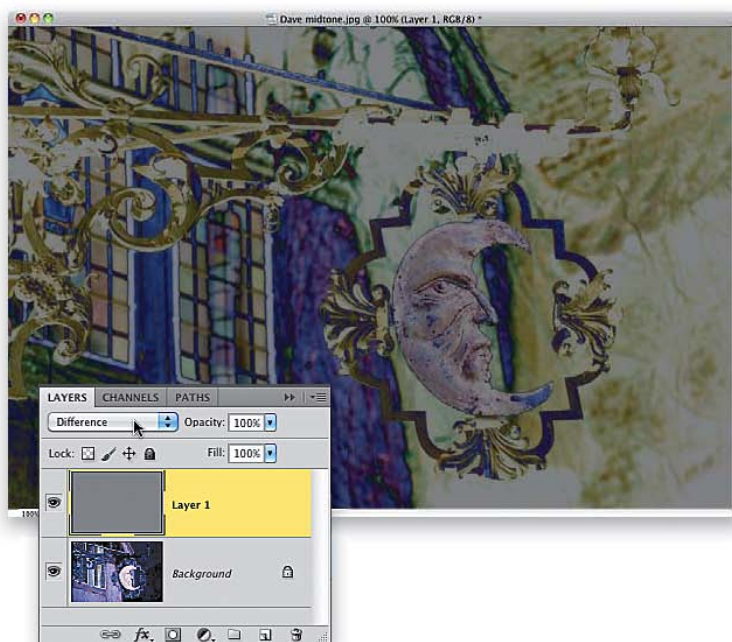 Dave midtone.jpg @ 100% (Layer 1, RGB/8) *
LAYERS CHANNELS PATHS
Difference Opacity: 100%
Lock: Fill: 100%
Layer 1
Background
fx.